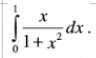 ∫₀¹ x/(1+x²) dx.